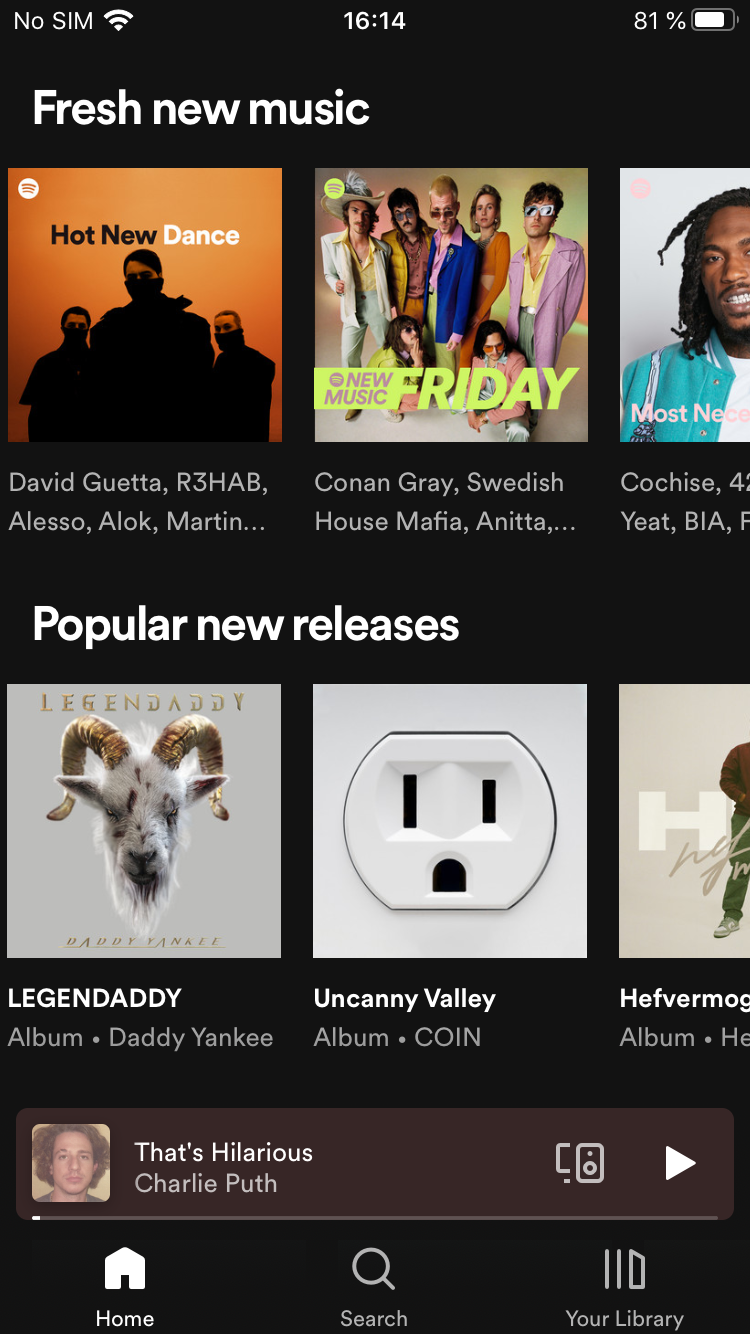 No SIM 16:14 81 %
Fresh new music
Hot New Dance
NEW
MUSIC FRIDAY
Most Nece
David Guetta, R3HAB,
Alesso, Alok, Martin...
Conan Gray, Swedish
House Mafia, Anitta,...
Cochise, 42
Yeat, BIA, F
Popular new releases
LEGENDADDY
DADDY YANKEE
H
LEGENDADDY
Album • Daddy Yankee
Uncanny Valley
Album • COIN
Hefvermog
Album • He
That's Hilarious
Charlie Puth
Home
Search
Your Library